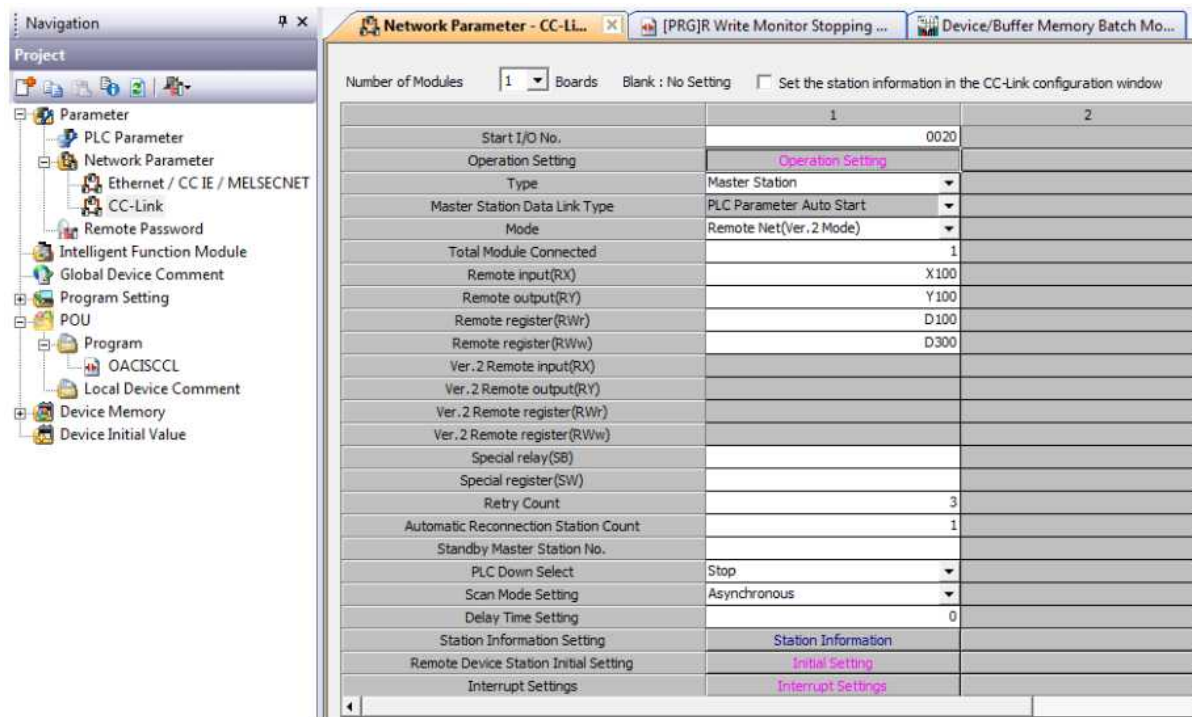 Navigation
Project
Parameter
PLC Parameter
Network Parameter
Ethernet / CC IE / MELSECNET
CC-Link
Remote Password
Intelligent Function Module
Global Device Comment
Program Setting
POU
Program
OACISCCL
Local Device Comment
Device Memory
Device Initial Value
Network Parameter - CC-Li...
[PRG]R Write Monitor Stopping ...
Device/Buffer Memory Batch Mo...
Number of Modules 1 Boards Blank : No Setting Set the station information in the CC-Link configuration window
1 2
Start I/O No. 0020
Operation Setting Operation Setting
Type Master Station
Master Station Data Link Type PLC Parameter Auto Start
Mode Remote Net(Ver.2 Mode)
Total Module Connected 1
Remote input(RX) X100
Remote output(RY) Y100
Remote register(RWr) D100
Remote register(RWw) D300
Ver.2 Remote input(RX)
Ver.2 Remote output(RY)
Ver.2 Remote register(RWr)
Ver.2 Remote register(RWw)
Special relay(SB)
Special register(SW)
Retry Count 3
Automatic Reconnection Station Count 1
Standby Master Station No.
PLC Down Select Stop
Scan Mode Setting Asynchronous
Delay Time Setting 0
Station Information Setting Station Information
Remote Device Station Initial Setting Initial Setting
Interrupt Settings Interrupt Settings